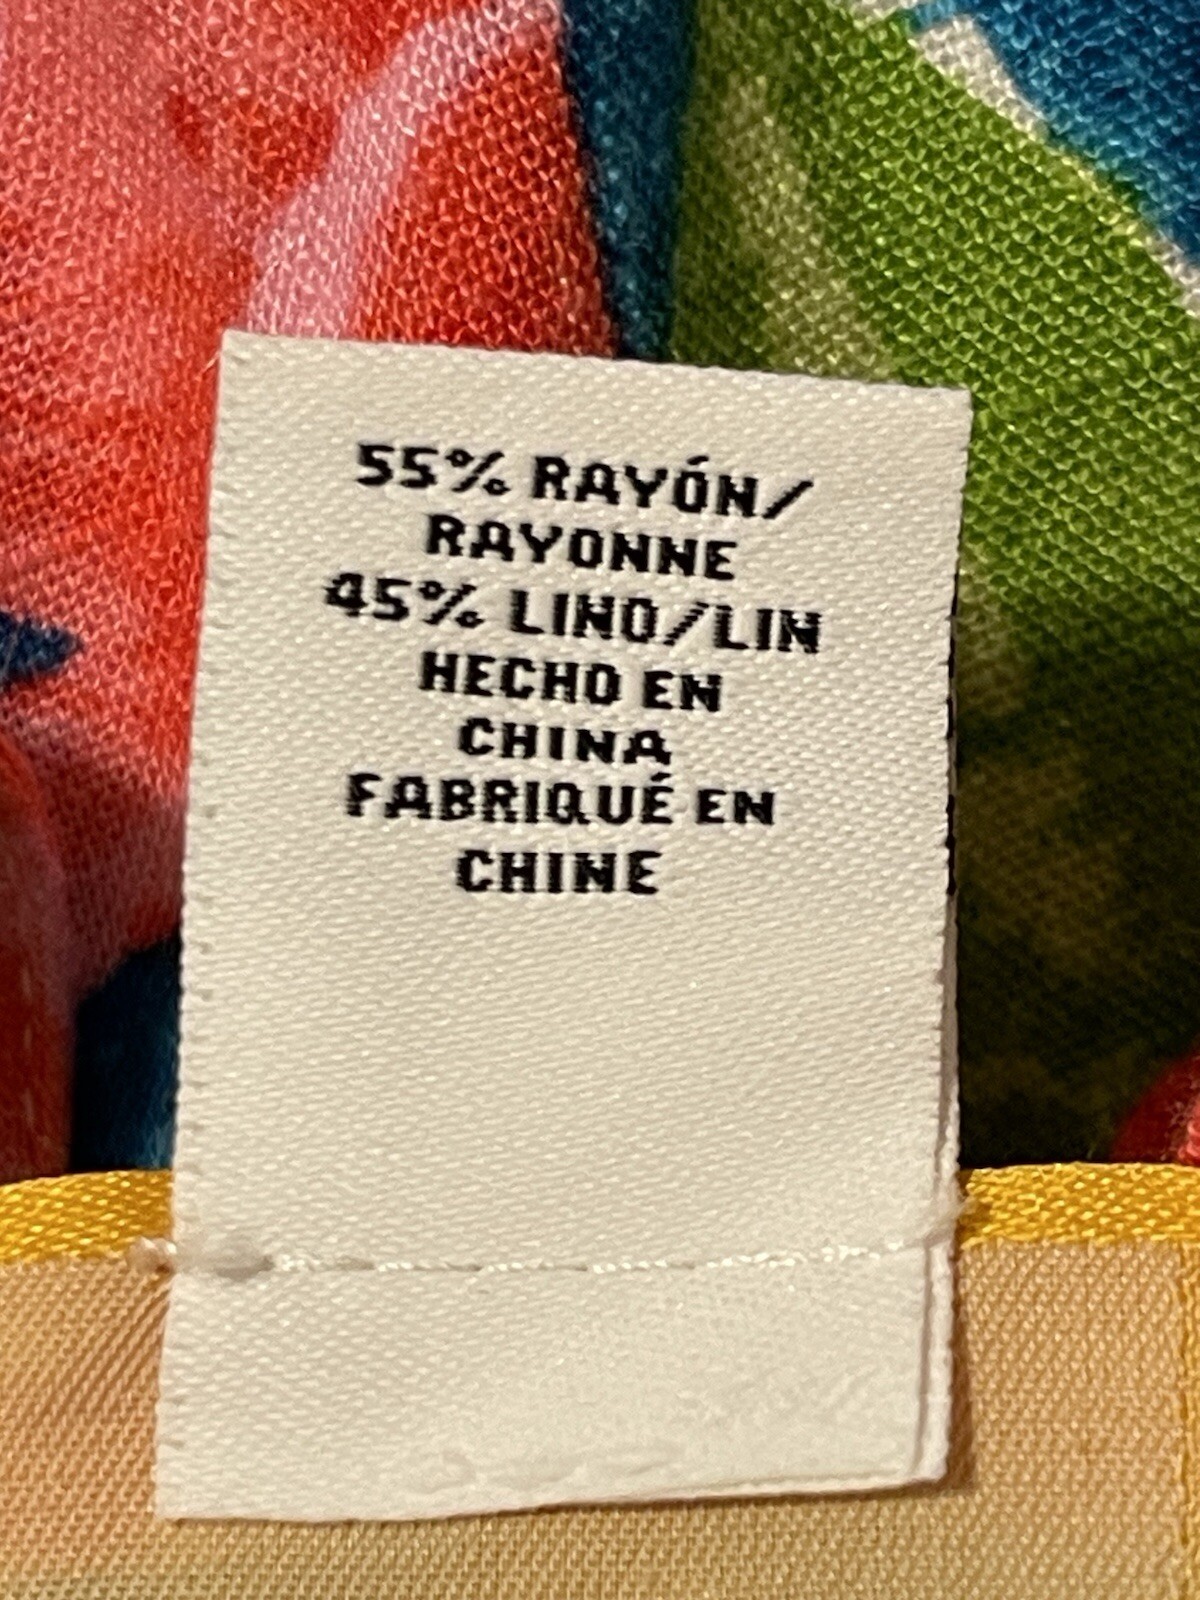 55% RAYÓN/
RAYONNE
45% LINO/LIN
HECHO EN
CHINA
FABRIQUÉ EN
CHINE